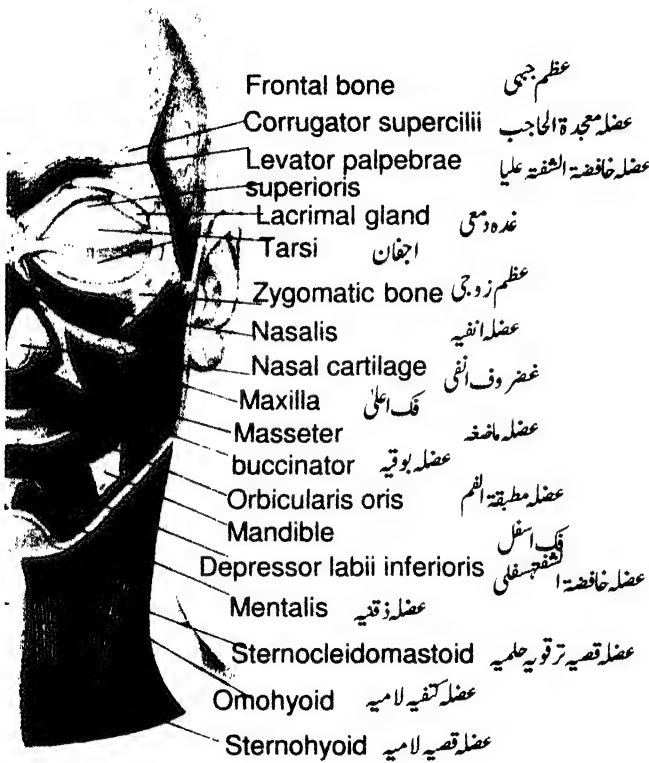 Frontal bone عظم جبہی
Corrugator supercilii عضلہ مجعدۃ الحاجب
Levator palpebrae عضلہ خافضۃ الشفتۃ علیا
superioris
Lacrimal gland غدہ دمعی
Tarsi اجفان
Zygomatic bone عظم زوجی
Nasalis عضلہ انفیہ
Nasal cartilage غضروف انفی
Maxilla فک اعلیٰ
Masseter عضلہ ماضغہ
buccinator عضلہ بوقیہ
Orbicularis oris عضلہ مطبقۃ الفم
Mandible فک اسفل
Depressor labii inferioris عضلہ خافضۃ
Mentalis عضلہ ذقنیہ
Sternocleidomastoid عضلہ قصیہ ترقویہ حلمیہ
Omohyoid عضلہ کتفیہ لامیہ
Sternohyoid عضلہ قصیہ لامیہ